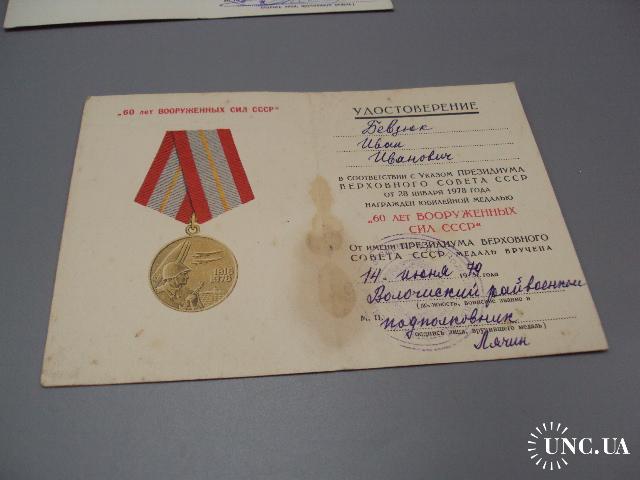 „60 лет ВООРУЖЕННЫХ СИЛ СССР“
1918
1978
УДОСТОВЕРЕНИЕ
Бевзюк
Иван
Иванович
В СООТВЕТСТВИИ С УКАЗОМ ПРЕЗИДИУМА
ВЕРХОВНОГО СОВЕТА СССР
ОТ 28 ЯНВАРЯ 1978 ГОДА
НАГРАЖДЕН ЮБИЛЕЙНОЙ МЕДАЛЬЮ
„60 ЛЕТ ВООРУЖЕННЫХ
СИЛ СССР“
ОТ ИМЕНИ ПРЕЗИДИУМА ВЕРХОВНОГО
СОВЕТА СССР МЕДАЛЬ ВРУЧЕНА
14 июня 1979 года
Волочиский райвоенком
(должность, воинское звание и
М. П. подполковник
подпись лица, вручившего медаль)
Лячин
UNC.UA